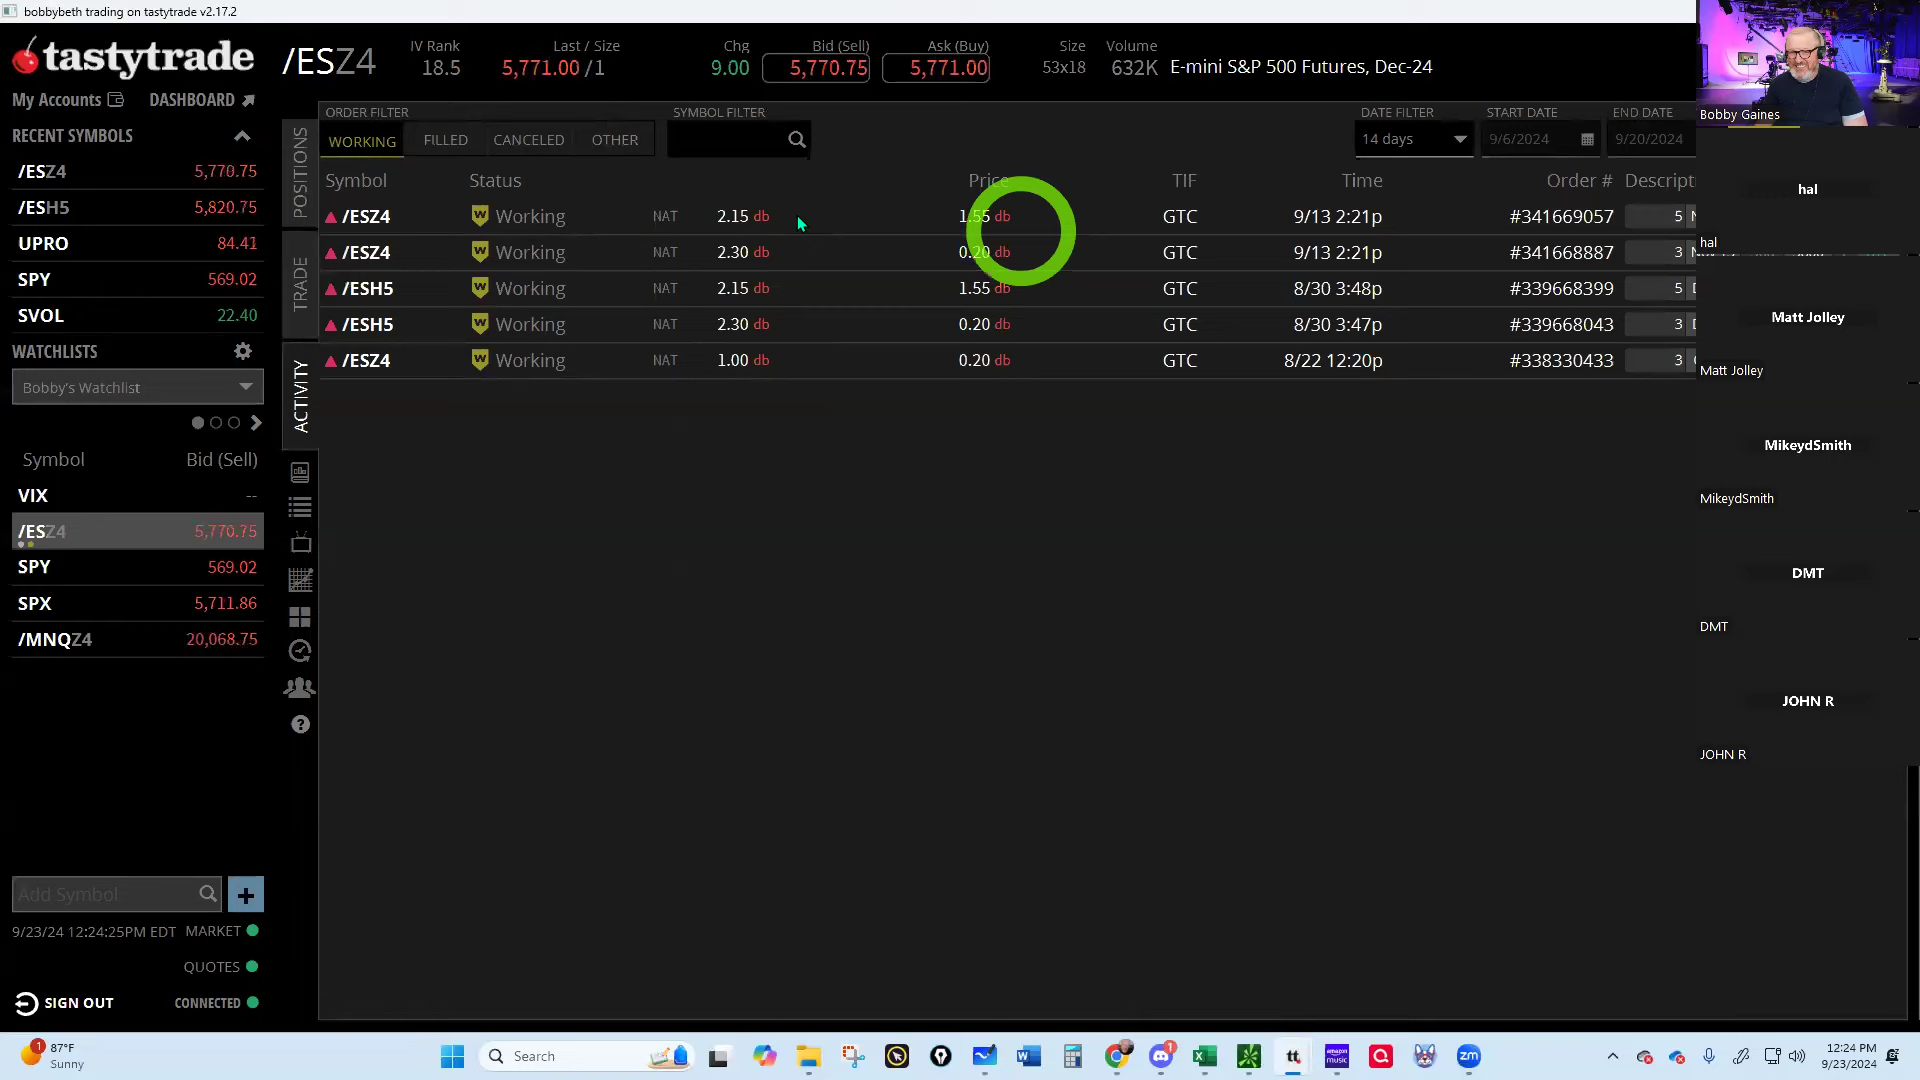 bobbybeth trading on tastytrade v2.17.2
tastytrade
My Accounts
DASHBOARD
/ESZ4
IV Rank
18.5
Last / Size
5,771.00 /1
Chg
9.00
Bid (Sell)
5,770.75
Ask (Buy)
5,771.00
Size
53x18
Volume
632K
E-mini S&P 500 Futures, Dec-24
RECENT SYMBOLS
/ESZ4 5,770.75
/ESH5 5,820.75
UPRO 84.41
SPY 569.02
SVOL 22.40
WATCHLISTS
Bobby's Watchlist
Symbol Bid (Sell)
VIX --
/ESZ4 5,770.75
SPY 569.02
SPX 5,711.86
/MNQZ4 20,068.75
Add Symbol
9/23/24 12:24:25PM EDT MARKET
QUOTES
SIGN OUT
CONNECTED
POSITIONS
TRADE
ACTIVITY
ORDER FILTER
WORKING FILLED CANCELED OTHER
SYMBOL FILTER
DATE FILTER
14 days
START DATE
9/6/2024
END DATE
9/20/2024
Symbol Status Price TIF Time Order # Descripti
/ESZ4 W Working NAT 2.15 db 1.55 db GTC 9/13 2:21p #341669057 5
/ESZ4 W Working NAT 2.30 db 0.20 db GTC 9/13 2:21p #341668887 3
/ESH5 W Working NAT 2.15 db 1.55 db GTC 8/30 3:48p #339668399 5
/ESH5 W Working NAT 2.30 db 0.20 db GTC 8/30 3:47p #339668043 3
/ESZ4 W Working NAT 1.00 db 0.20 db GTC 8/22 12:20p #338330433 3
Bobby Gaines
hal
hal
Matt Jolley
Matt Jolley
MikeydSmith
MikeydSmith
DMT
DMT
JOHN R
JOHN R
1
87°F
Sunny
Search
W
1
tt
amazon music
zm
12:24 PM
9/23/2024